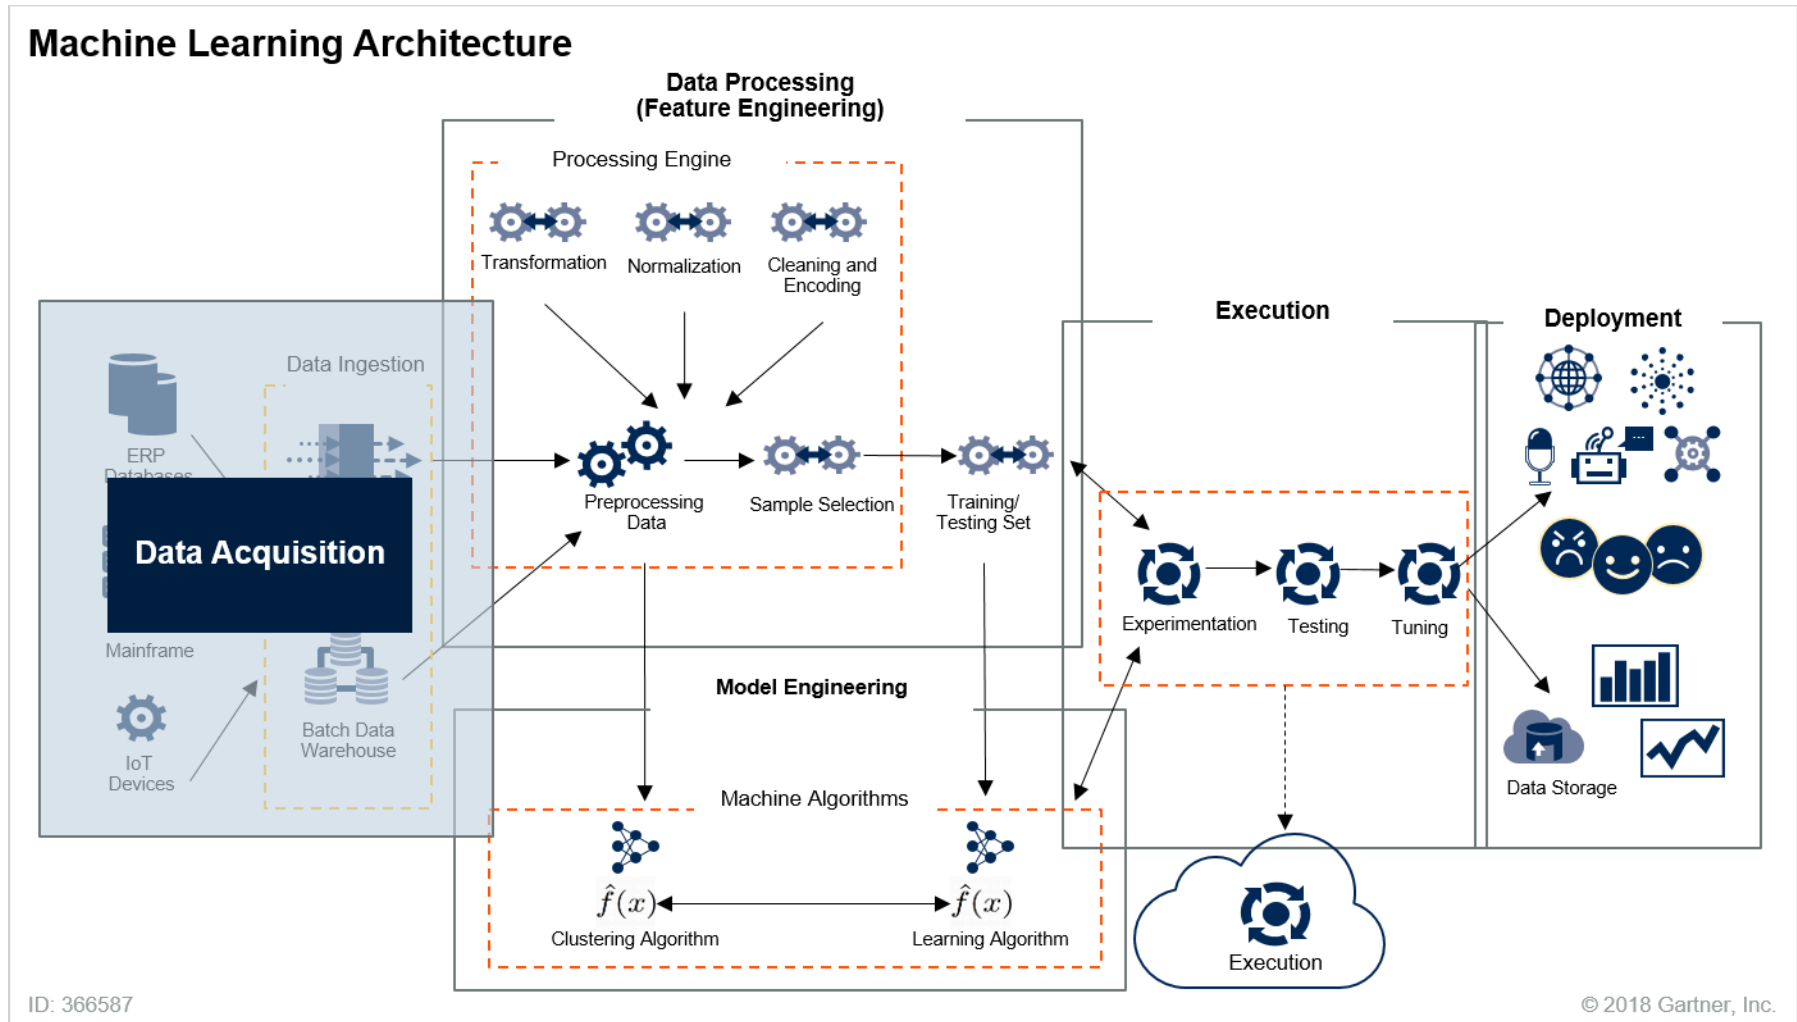 Machine Learning Architecture
Data Processing
(Feature Engineering)
Processing Engine
Transformation
Normalization
Cleaning and
Encoding
Data Ingestion
ERP
Databases
Data Acquisition
Mainframe
IoT
Devices
Batch Data
Warehouse
Preprocessing
Data
Sample Selection
Training/
Testing Set
Model Engineering
Machine Algorithms
f̂(x)
Clustering Algorithm
f̂(x)
Learning Algorithm
Execution
Experimentation
Testing
Tuning
Execution
Deployment
...
Data Storage
ID: 366587
© 2018 Gartner, Inc.